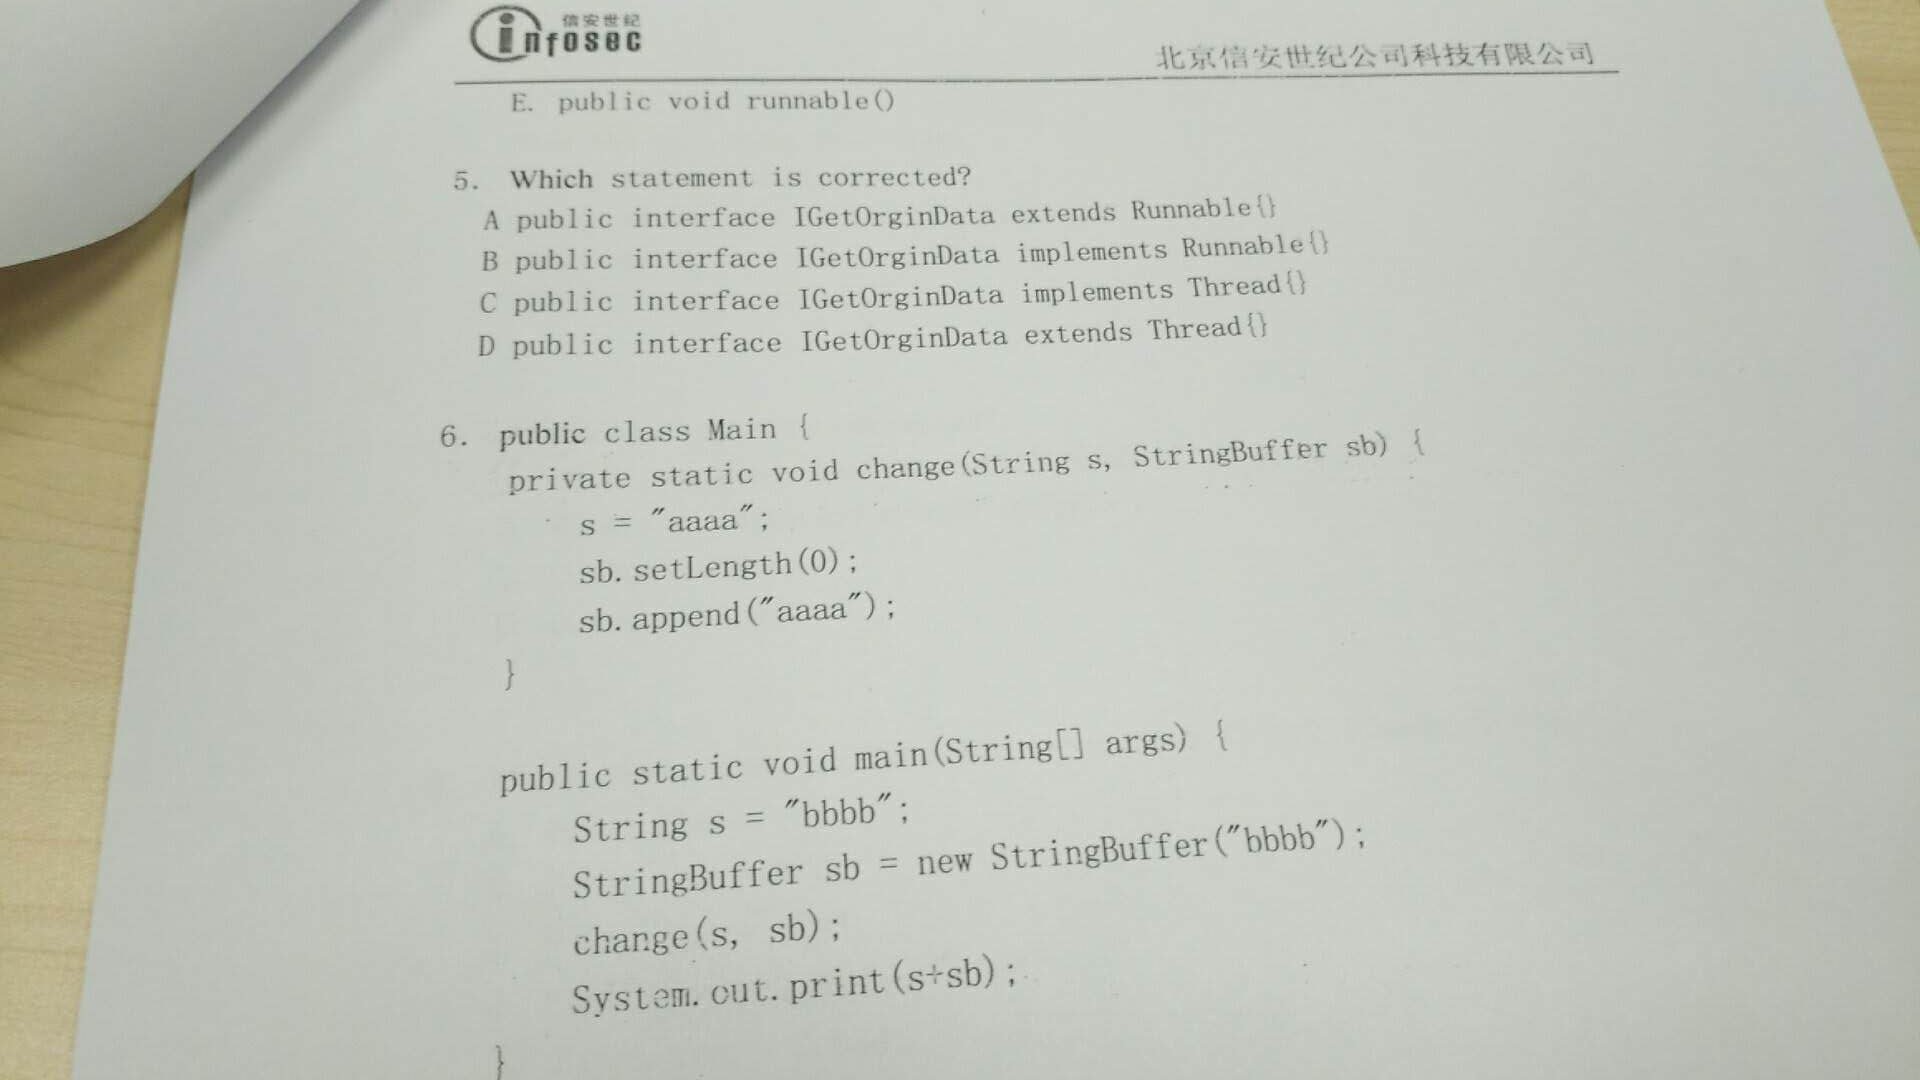 信安世纪
infosec
北京信安世纪公司科技有限公司
E. public void runnable()
5. Which statement is corrected?
A public interface IGetOrginData extends Runnable{}
B public interface IGetOrginData implements Runnable{}
C public interface IGetOrginData implements Thread{}
D public interface IGetOrginData extends Thread{}
6. public class Main {
private static void change(String s, StringBuffer sb) {
s = "aaaa";
sb.setLength(0);
sb.append("aaaa");
}
public static void main(String[] args) {
String s = "bbbb";
StringBuffer sb = new StringBuffer("bbbb");
change(s, sb);
System.out.print(s+sb);
}